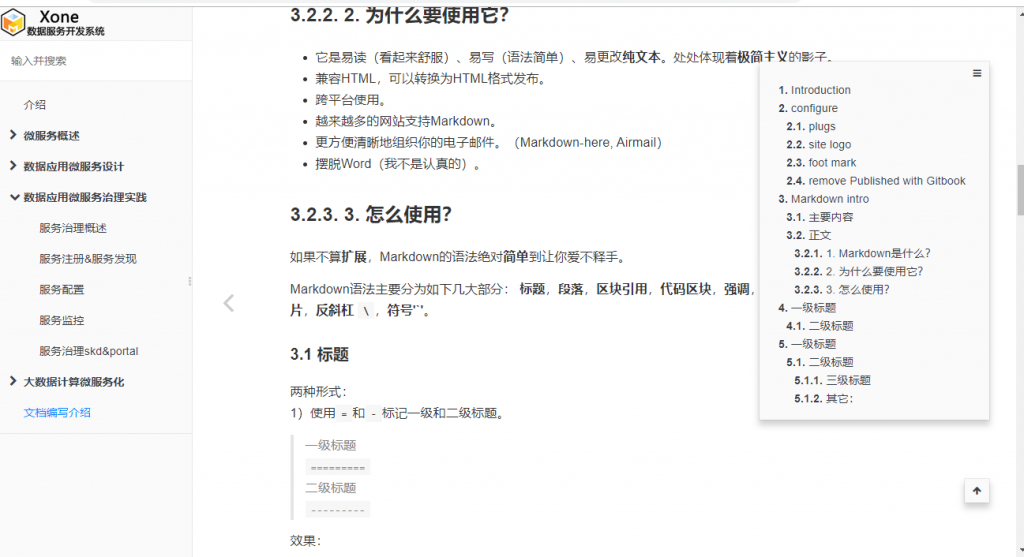 Xone
数据服务开发系统
输入并搜索
介绍
微服务概述
数据应用微服务设计
数据应用微服务治理实践
服务治理概述
服务注册&服务发现
服务配置
服务监控
服务治理skd&portal
大数据计算微服务化
文档编写介绍
3.2.2. 2. 为什么要使用它?
它是易读（看起来舒服）、易写（语法简单）、易更改纯文本。处处体现着极简主义的影子。
兼容HTML，可以转换为HTML格式发布。
跨平台使用。
越来越多的网站支持Markdown。
更方便清晰地组织你的电子邮件。（Markdown-here, Airmail）
摆脱Word（我不是认真的）。
3.2.3. 3. 怎么使用?
如果不算扩展，Markdown的语法绝对简单到让你爱不释手。
Markdown语法主要分为如下几大部分： 标题，段落，区块引用，代码区块，强调，
片，反斜杠 \ ，符号'`'。
3.1 标题
两种形式：
1）使用 = 和 - 标记一级和二级标题。
一级标题
=========
二级标题
---------
效果：
1. Introduction
2. configure
2.1. plugs
2.2. site logo
2.3. foot mark
2.4. remove Published with Gitbook
3. Markdown intro
3.1. 主要内容
3.2. 正文
3.2.1. 1. Markdown是什么?
3.2.2. 2. 为什么要使用它?
3.2.3. 3. 怎么使用?
4. 一级标题
4.1. 二级标题
5. 一级标题
5.1. 二级标题
5.1.1. 三级标题
5.1.2. 其它：